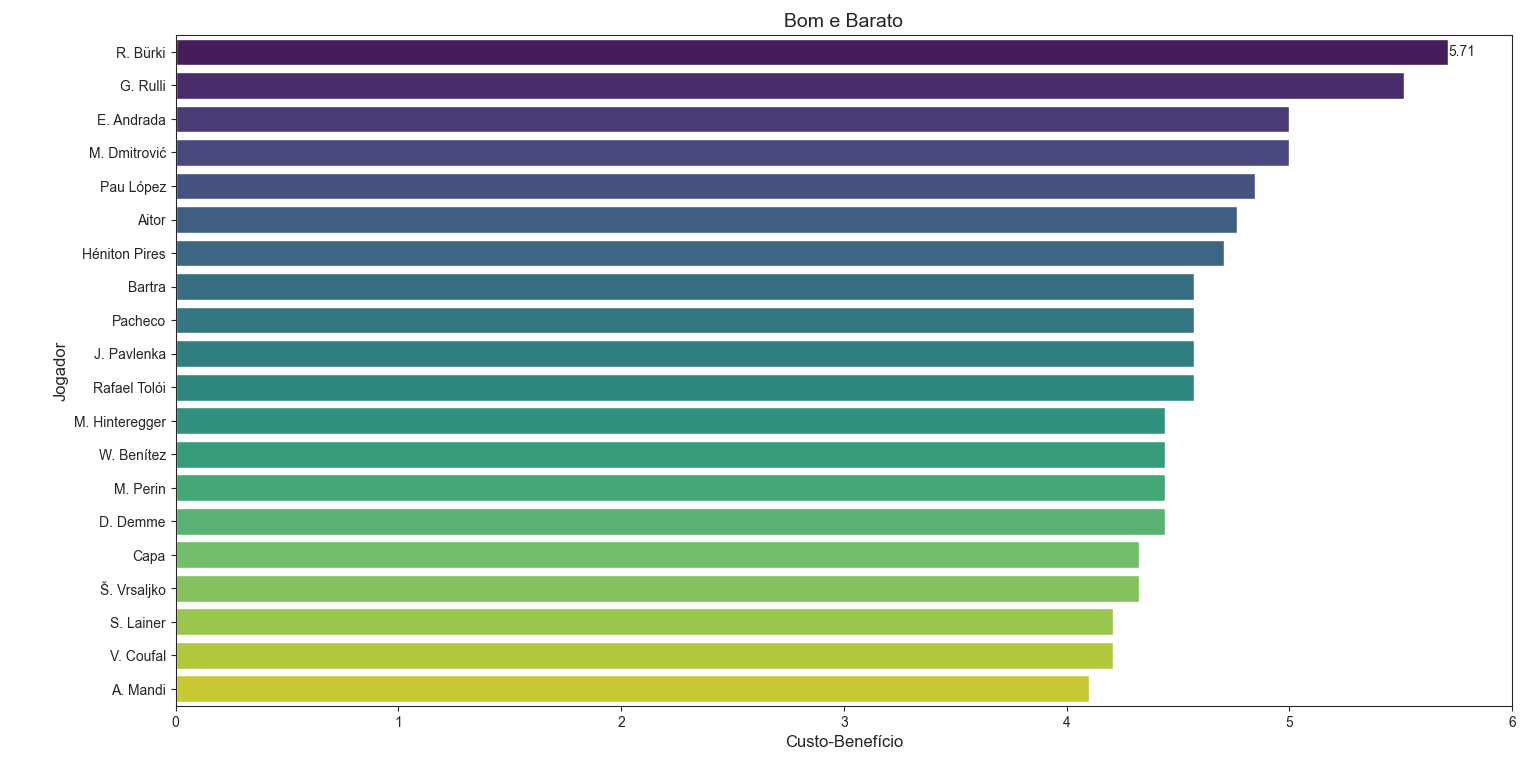 Bom e Barato
R. Bürki
5.71
G. Rulli
E. Andrada
M. Dmitrović
Pau López
Aitor
Héniton Pires
Bartra
Pacheco
J. Pavlenka
Rafael Tolói
M. Hinteregger
W. Benítez
M. Perin
D. Demme
Capa
Š. Vrsaljko
S. Lainer
V. Coufal
A. Mandi
Jogador
0 1 2 3 4 5 6
Custo-Benefício